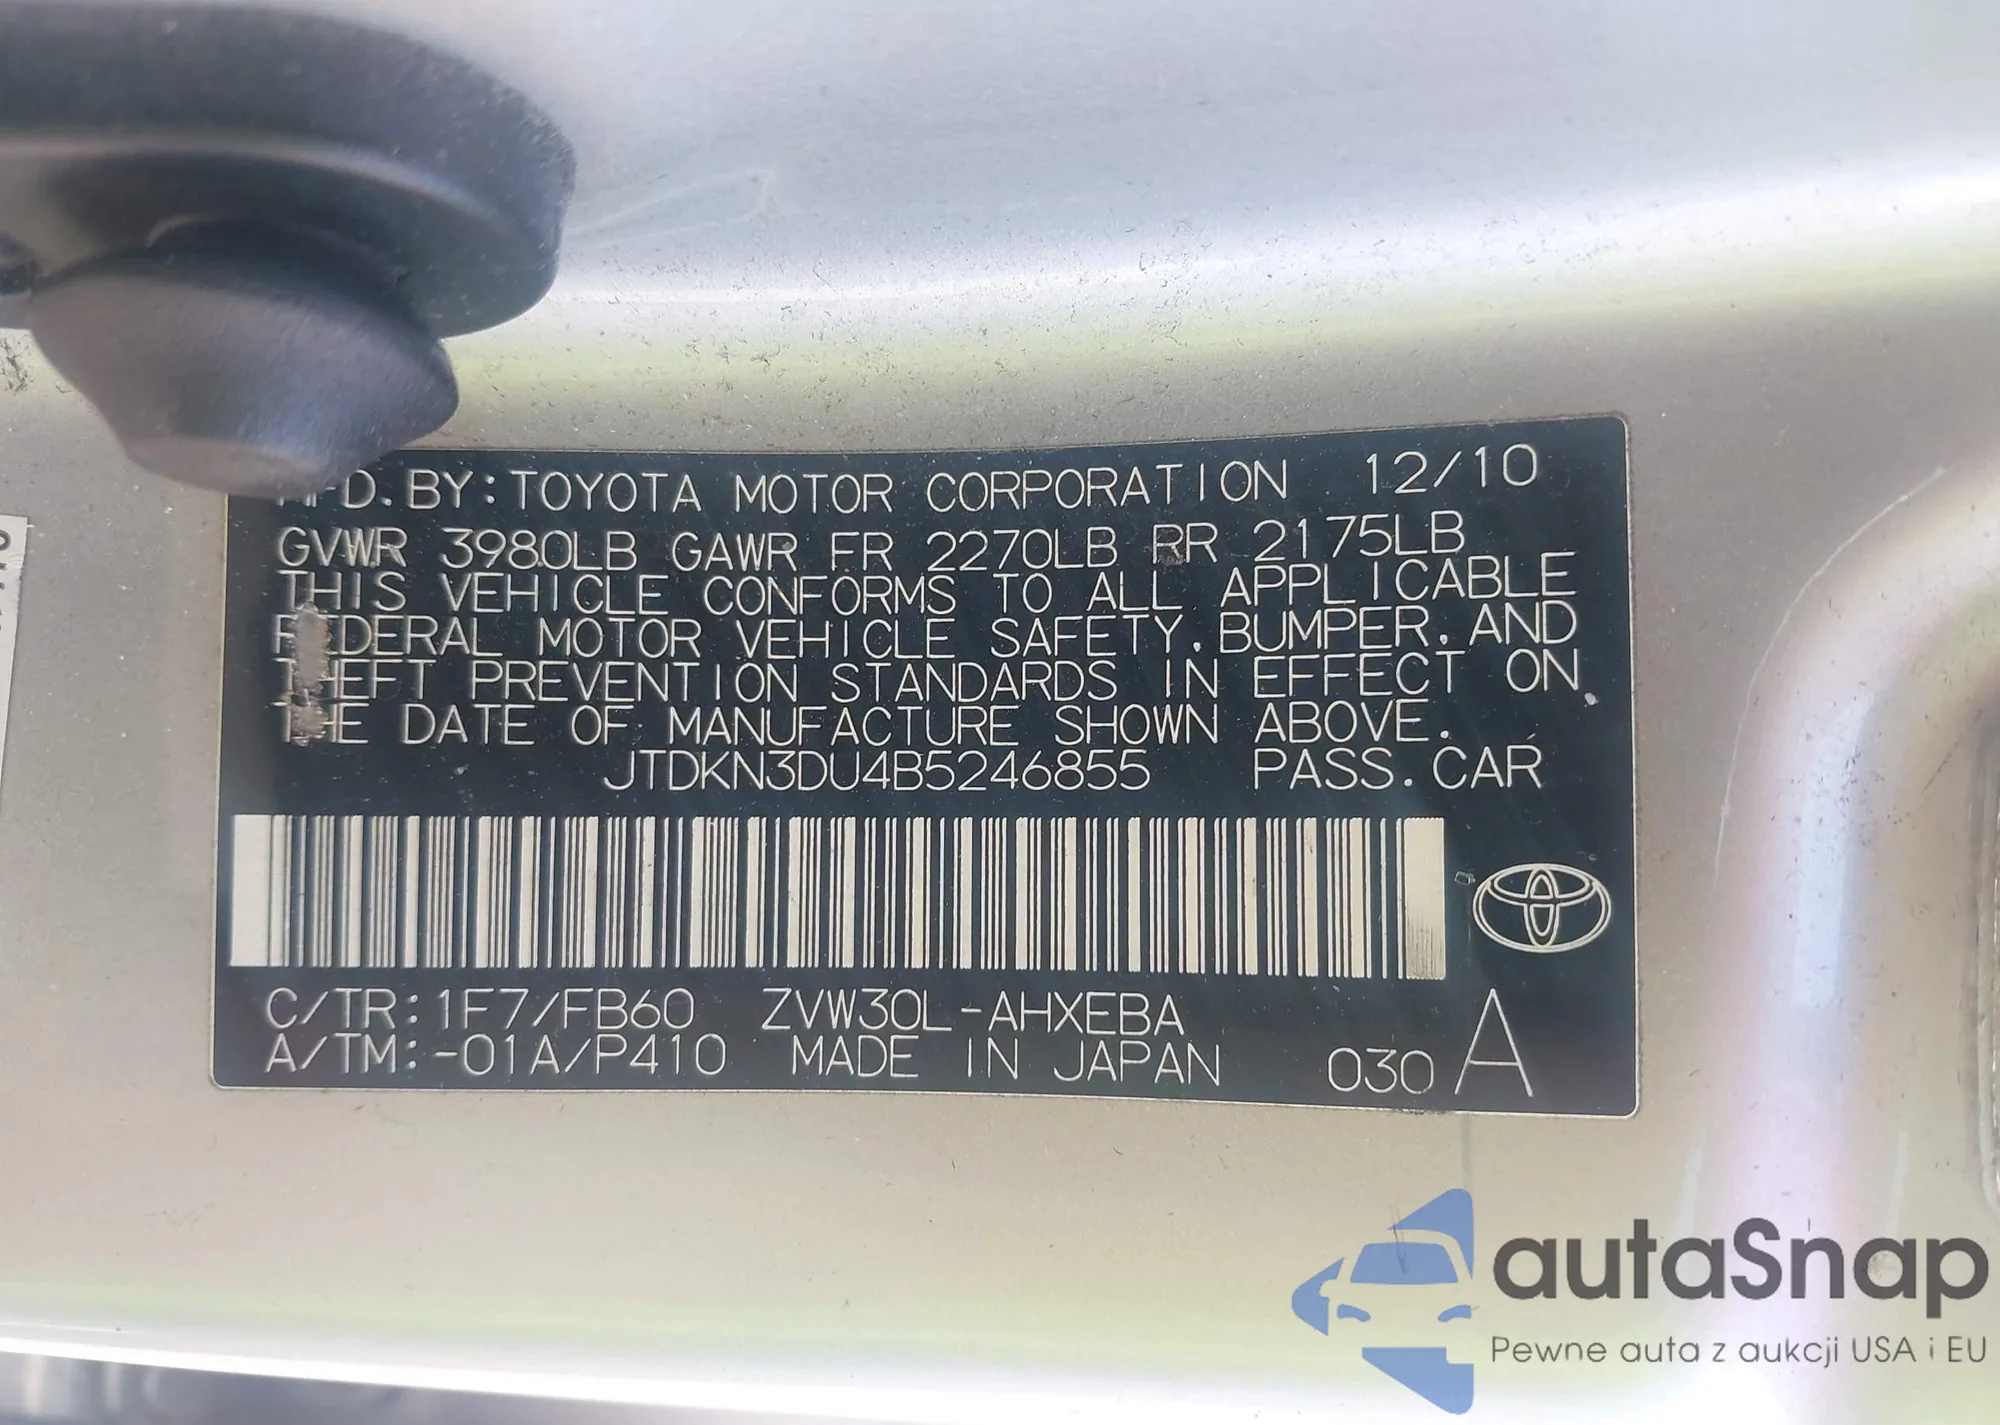 MFD. BY: TOYOTA MOTOR CORPORATION 12/10
GVWR 3980LB GAWR FR 2270LB RR 2175LB
THIS VEHICLE CONFORMS TO ALL APPLICABLE
FEDERAL MOTOR VEHICLE SAFETY, BUMPER, AND
THEFT PREVENTION STANDARDS IN EFFECT ON
THE DATE OF MANUFACTURE SHOWN ABOVE.
JTDKN3DU4B5246855 PASS. CAR
C/TR: 1F7/FB60 ZVW30L-AHXEBA
A/TM: -01A/P410 MADE IN JAPAN 030 A
autaSnap
Pewne auta z aukcji USA i EU